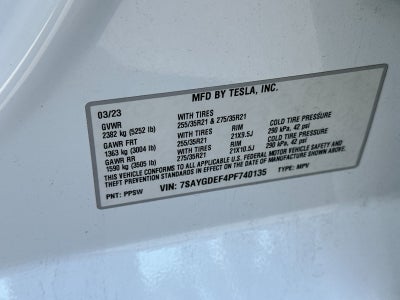 MFD BY TESLA, INC.
03/23
GVWR WITH TIRES
2382 kg (5252 lb) 255/35R21 & 275/35R21
GAWR FRT WITH TIRES RIM COLD TIRE PRESSURE
1363 kg (3004 lb) 255/35R21 21X9.5J 290 kPa, 42 psi
GAWR RR WITH TIRES RIM COLD TIRE PRESSURE
1590 kg (3505 lb) 275/35R21 21X10.5J 290 kPa, 42 psi
THIS VEHICLE CONFORMS TO ALL APPLICABLE FEDERAL MOTOR VEHICLE SAFETY AND
THEFT PREVENTION STANDARDS IN EFFECT ON THE DATE OF MANUFACTURE SHOWN ABOVE.
PNT: PPSW VIN: 7SAYGDEF4PF740135 TYPE: MPV